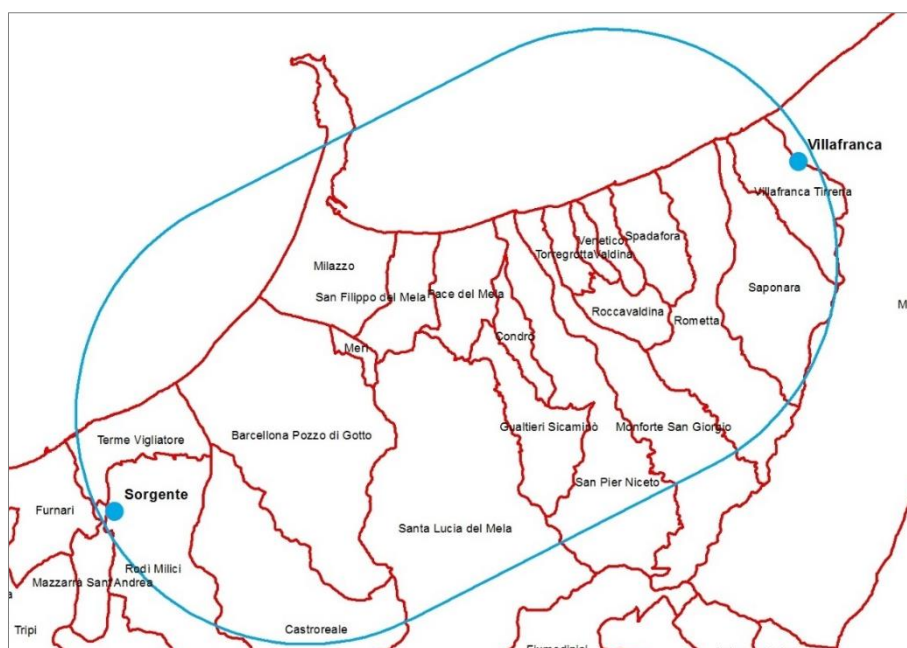 Villafranca
Villafranca Tirrena
Spadafora
Venetico
Torregrotta
Valdina
Milazzo
Saponara
San Filippo del Mela
Pace del Mela
M
Roccavaldina
Rometta
Condrò
Merì
Gualtieri Sicaminò
Monforte San Giorgio
Barcellona Pozzo di Gotto
Terme Vigliatore
San Pier Niceto
Sorgente
Furnari
Santa Lucia del Mela
Rodì Milici
Mazzarrà Sant'Andrea
a
Tripi
Castroreale